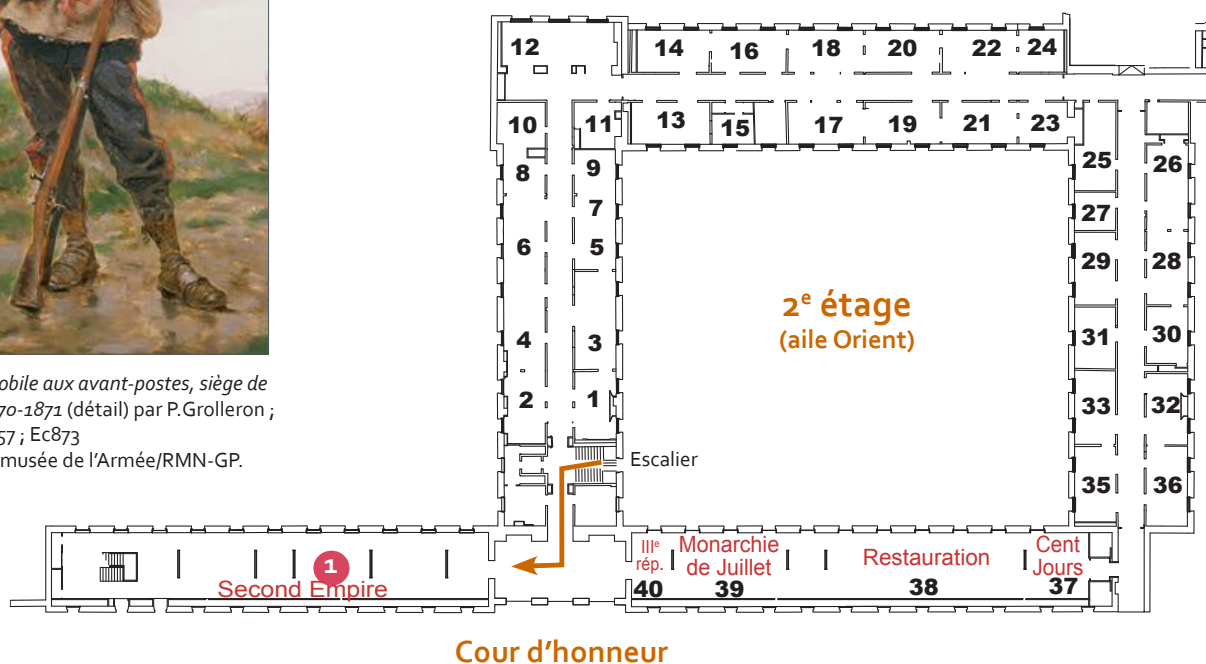 12
14 16 18 20 22 24
10 11 13 15 17 19 21 23
8 9
7
6 5
4 3
2 1
25 26
27
29 28
31 30
33 32
35 36
2e étage
(aile Orient)
Escalier
obile aux avant-postes, siège de
70-1871 (détail) par P.Grolleron ;
57 ; Ec873
musée de l'Armée/RMN-GP.
1
Second Empire
IIIe
rép.
40
Monarchie
de Juillet
39
Restauration
38
Cent
Jours
37
Cour d'honneur